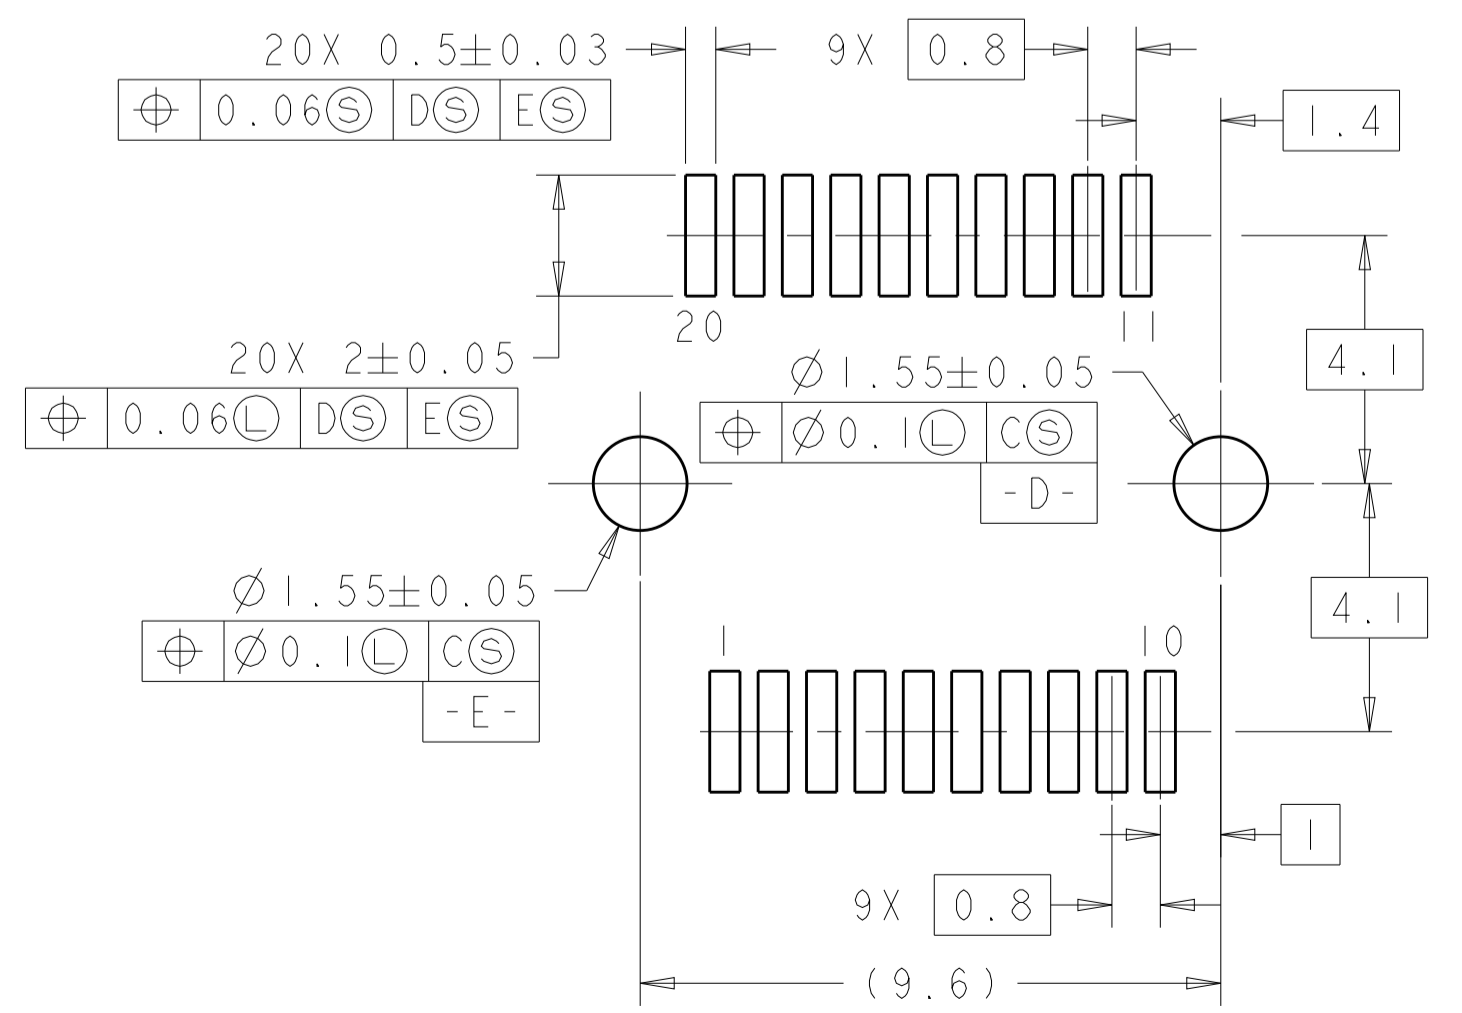 20X 0.5±0.03
9X 0.8
⌖ 0.06Ⓢ DⓈ EⓈ
1.4
20 11
20X 2±0.05
⌖ 0.06Ⓛ DⓈ EⓈ
4.1
Ø1.55±0.05
⌖ Ø0.1Ⓛ CⓈ
-D-
Ø1.55±0.05
⌖ Ø0.1Ⓛ CⓈ
-E-
4.1
1 10
1
9X 0.8
(9.6)